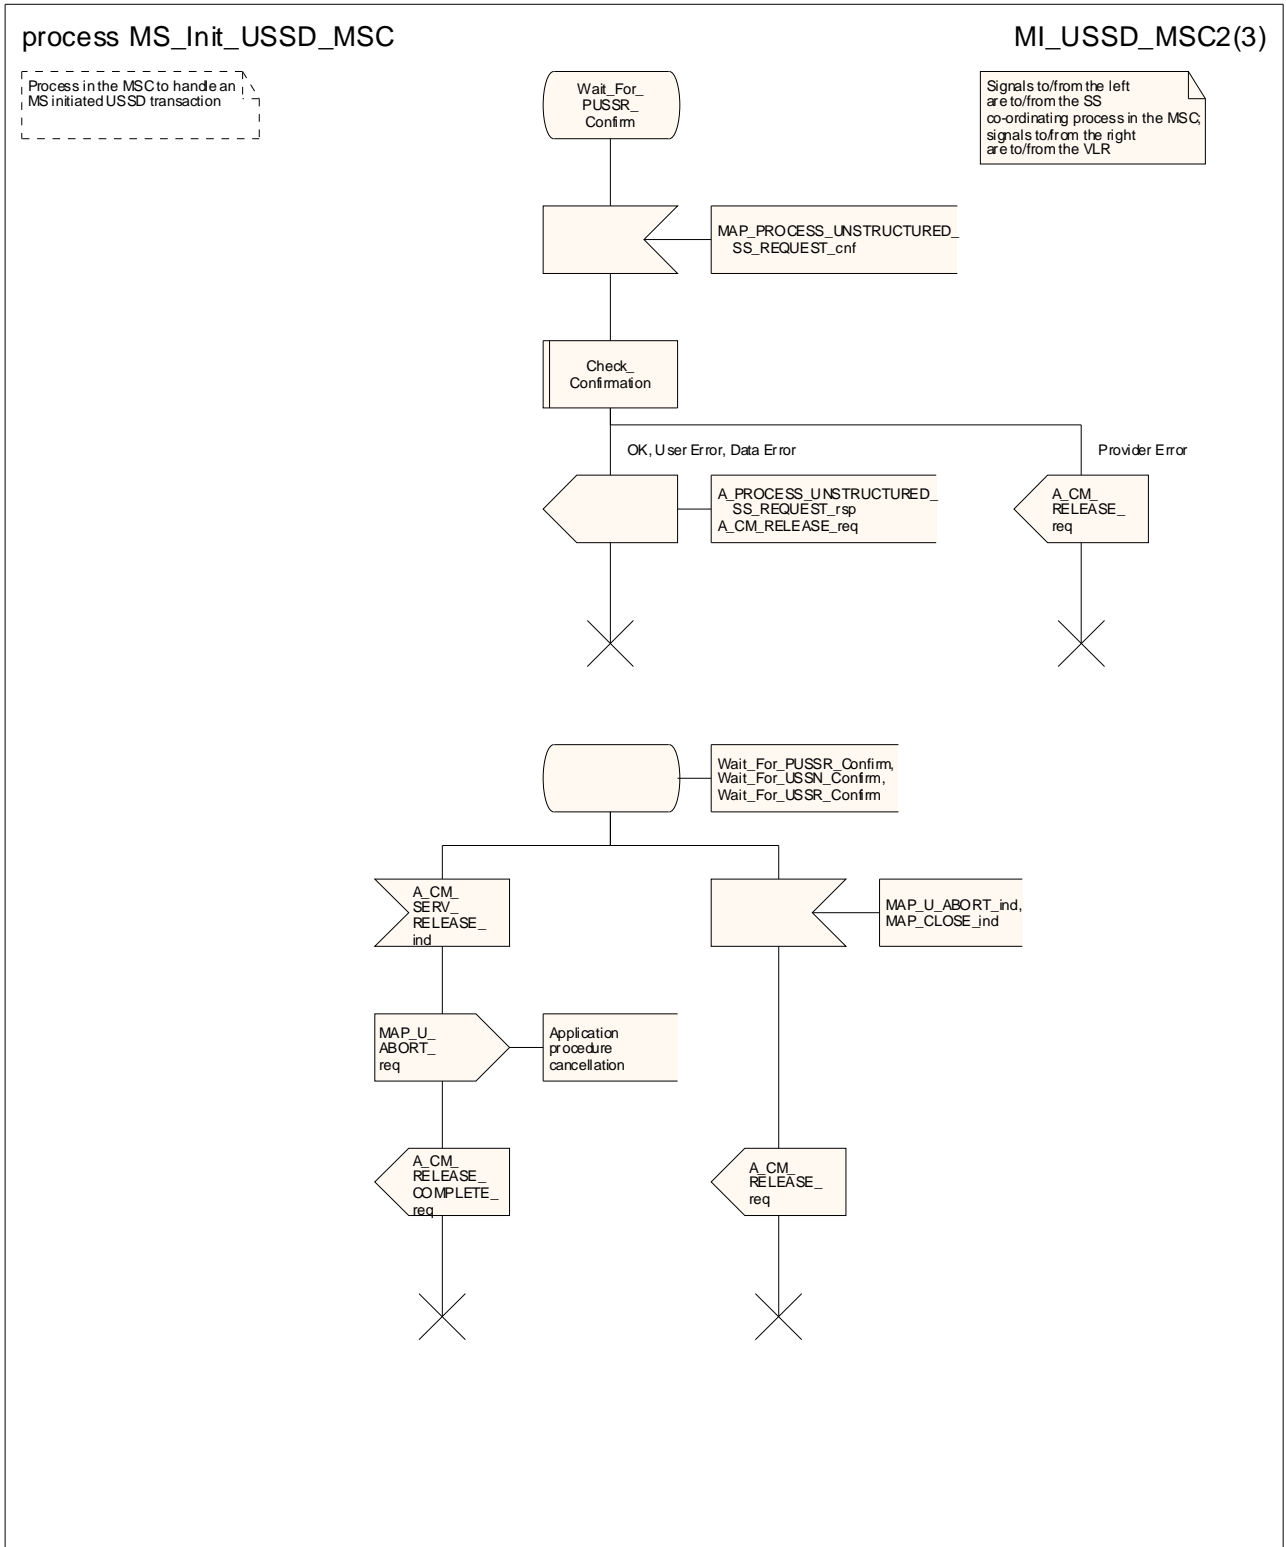 process MS_Init_USSD_MSC
MI_USSD_MSC2(3)
Process in the MSC to handle an
MS initiated USSD transaction
Wait_For_
PUSSR_
Confirm
Signals to/from the left
are to/from the SS
co-ordinating process in the MSC;
signals to/from the right
are to/from the VLR
MAP_PROCESS_UNSTRUCTURED_
SS_REQUEST_cnf
Check_
Confirmation
OK, User Error, Data Error
Provider Error
A_PROCESS_UNSTRUCTURED_
SS_REQUEST_rsp
A_CM_RELEASE_req
A_CM_
RELEASE_
req
Wait_For_PUSSR_Confirm,
Wait_For_USSN_Confirm,
Wait_For_USSR_Confirm
A_CM_
SERV_
RELEASE_
ind
MAP_U_ABORT_ind,
MAP_CLOSE_ind
MAP_U_
ABORT_
req
Application
procedure
cancellation
A_CM_
RELEASE_
COMPLETE_
req
A_CM_
RELEASE_
req